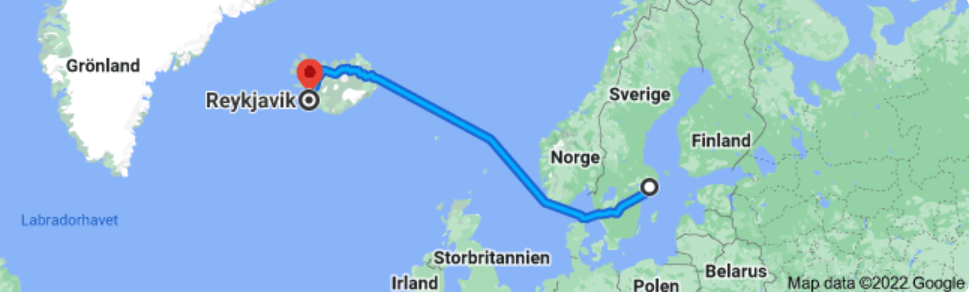 Grönland
Reykjavik
Sverige
Finland
Norge
Labradorhavet
Storbritannien
Irland
Polen
Belarus
Map data ©2022 Google